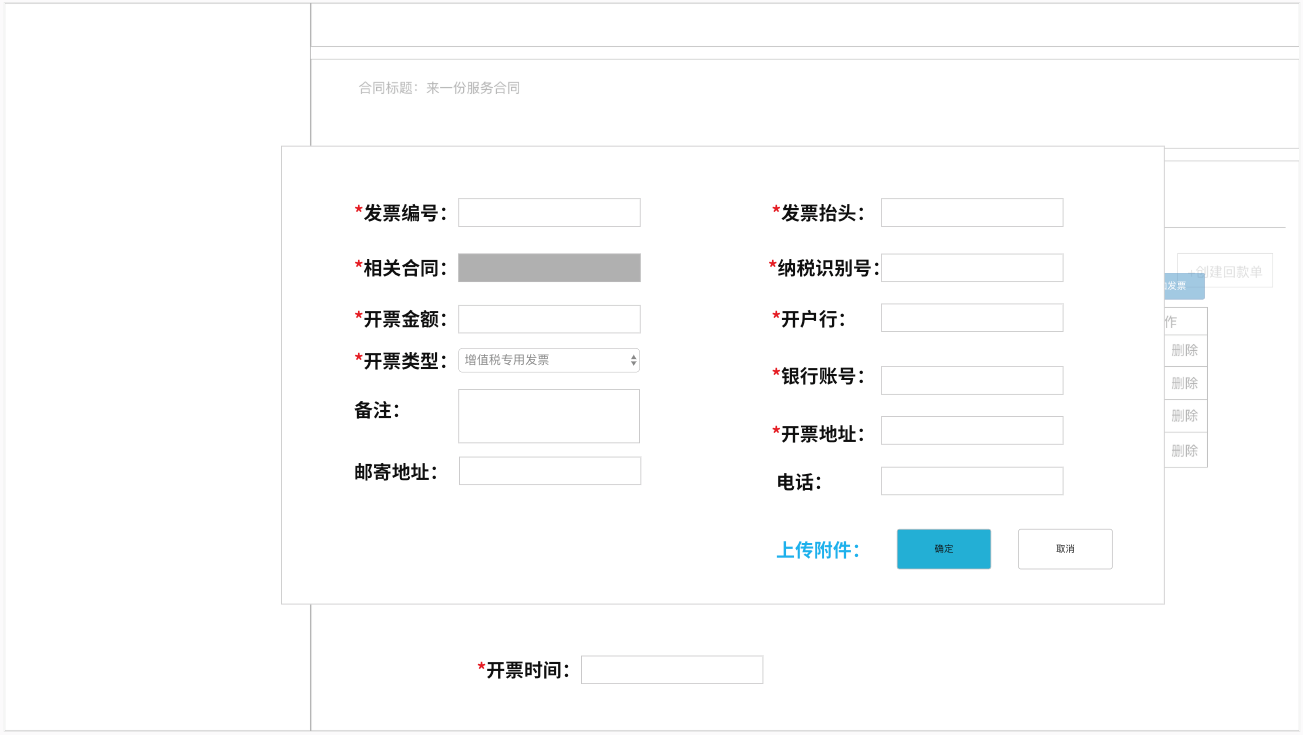 合同标题：来一份服务合同
*发票编号：
*发票抬头：
*相关合同：
*纳税识别号：
+创建回款单
发票
*开票金额：
*开户行：
作
*开票类型：
增值税专用发票
删除
*银行账号：
删除
备注：
删除
*开票地址：
删除
邮寄地址：
电话：
上传附件：
确定
取消
*开票时间：